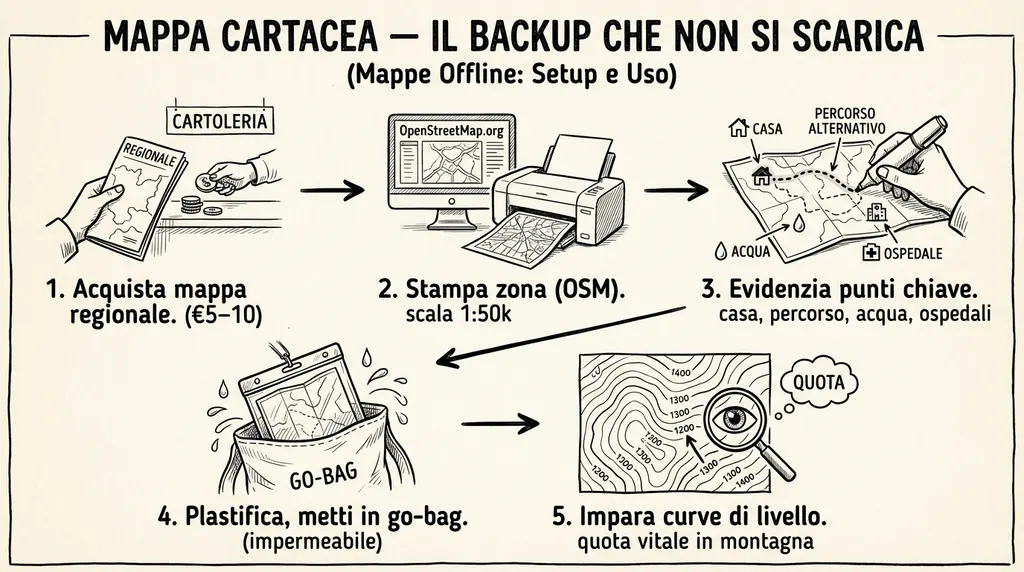 MAPPA CARTACEA — IL BACKUP CHE NON SI SCARICA
(Mappe Offline: Setup e Uso)
CARTOLERIA
REGIONALE
1. Acquista mappa
regionale. (€5–10)
OpenStreetMap.org
2. Stampa zona (OSM).
scala 1:50k
CASA
PERCORSO
ALTERNATIVO
ACQUA
H
OSPEDALE
3. Evidenzia punti chiave.
casa, percorso, acqua, ospedali
GO-BAG
4. Plastifica, metti in go-bag.
(impermeabile)
1400
1300
1300
1200
1200
1300
1300
1200
1300
1300
1400
QUOTA
5. Impara curve di livello.
quota vitale in montagna